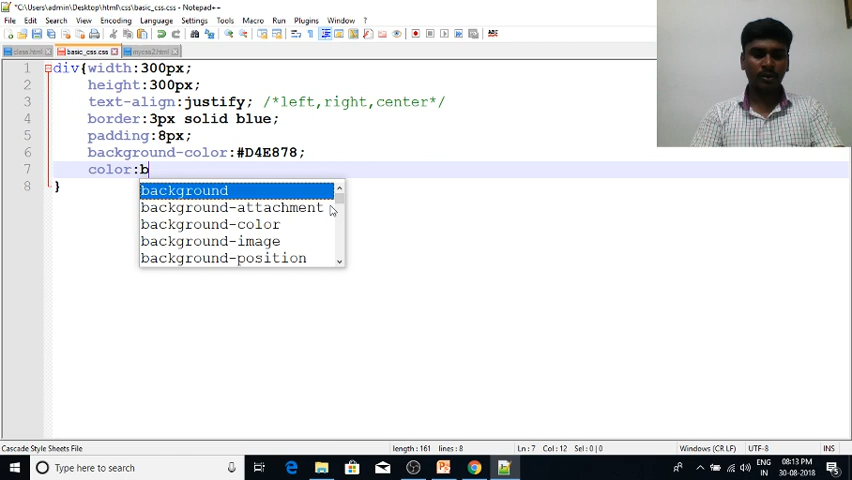 *C:\Users\admin\Desktop\html\css\basic_css.css - Notepad++
File Edit Search View Encoding Language Settings Tools Macro Run Plugins Window ?
class.html basic_css.css mycss2.html
1 div{width:300px;
2 height:300px;
3 text-align:justify; /*left,right,center*/
4 border:3px solid blue;
5 padding:8px;
6 background-color:#D4E878;
7 color:b
8 }
background
background-attachment
background-color
background-image
background-position
Cascade Style Sheets File length : 161 lines : 8 Ln : 7 Col : 12 Sel : 0 | 0 Windows (CR LF) UTF-8 INS
Type here to search
ENG
IN
08:13 PM
30-08-2018